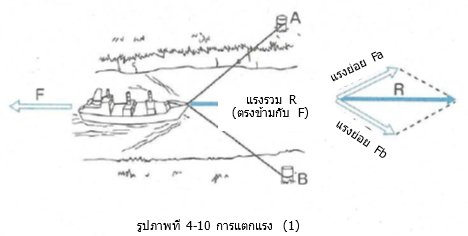 A
F
แรงรวม R
(ตรงข้ามกับ F)
B
แรงย่อย Fa
R
แรงย่อย Fb
รูปภาพที่ 4-10 การแตกแรง (1)